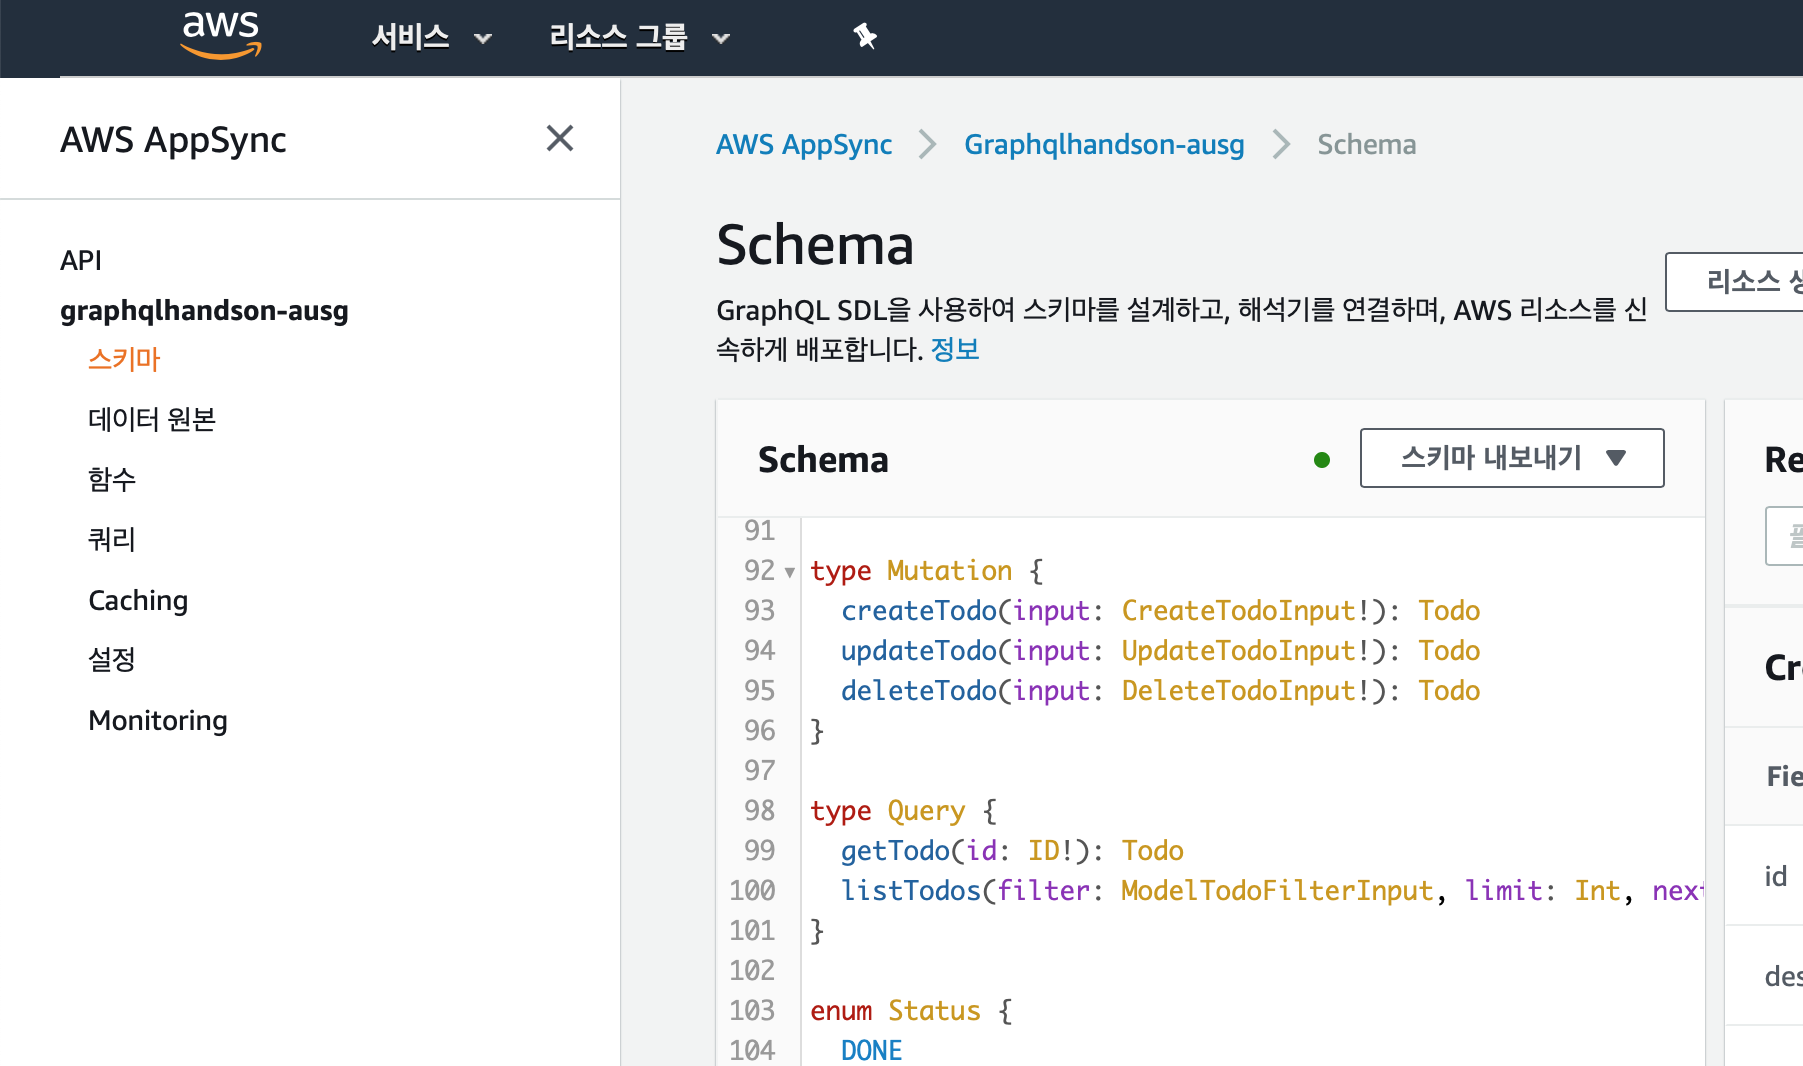 aws
서비스
리소스 그룹
AWS AppSync
API
graphqlhandson-ausg
스키마
데이터 원본
함수
쿼리
Caching
설정
Monitoring
AWS AppSync
Graphqlhandson-ausg
Schema
Schema
GraphQL SDL을 사용하여 스키마를 설계하고, 해석기를 연결하며, AWS 리소스를 신
속하게 배포합니다. 정보
리소스
Schema
스키마 내보내기
91
92 type Mutation {
93 createTodo(input: CreateTodoInput!): Todo
94 updateTodo(input: UpdateTodoInput!): Todo
95 deleteTodo(input: DeleteTodoInput!): Todo
96 }
97
98 type Query {
99 getTodo(id: ID!): Todo
100 listTodos(filter: ModelTodoFilterInput, limit: Int, next
101 }
102
103 enum Status {
104 DONE
Re
Cr
Fie
id
des